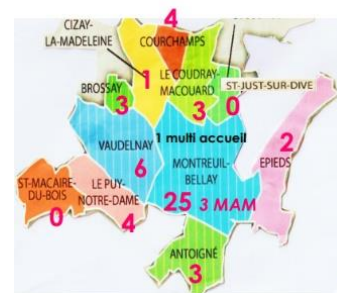 4
CIZAY-
LA-MADELEINE
COURCHAMPS
1
LE COUDRAY-
MACOUARD
BROSSAY
3
3
0
ST-JUST-SUR-DIVE
VAUDELNAY
6
1 multi accueil
MONTREUIL-
BELLAY
25 3 MAM
2
EPIEDS
ST-MACAIRE-
DU-BOIS
0
LE PUY-
NOTRE-DAME
4
ANTOIGNÉ
3